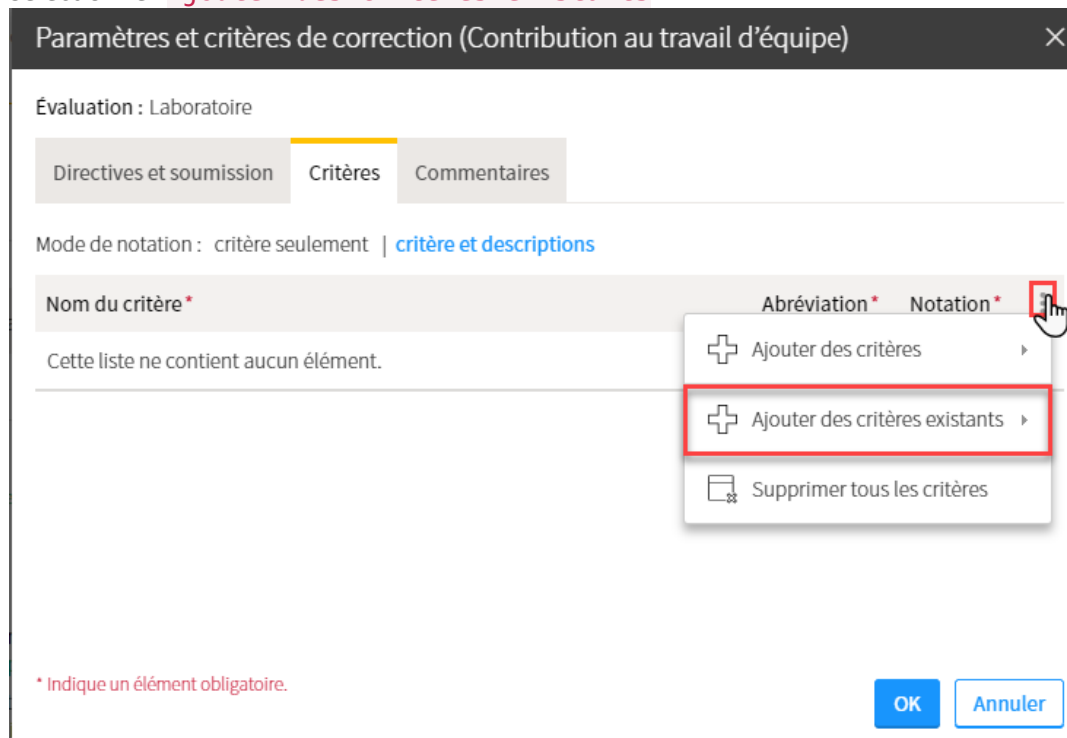 Paramètres et critères de correction (Contribution au travail d'équipe)
Évaluation : Laboratoire
Directives et soumission Critères Commentaires
Mode de notation : critère seulement | critère et descriptions
Nom du critère* Abréviation* Notation*
Cette liste ne contient aucun élément.
Ajouter des critères
Ajouter des critères existants
Supprimer tous les critères
* Indique un élément obligatoire.
OK Annuler